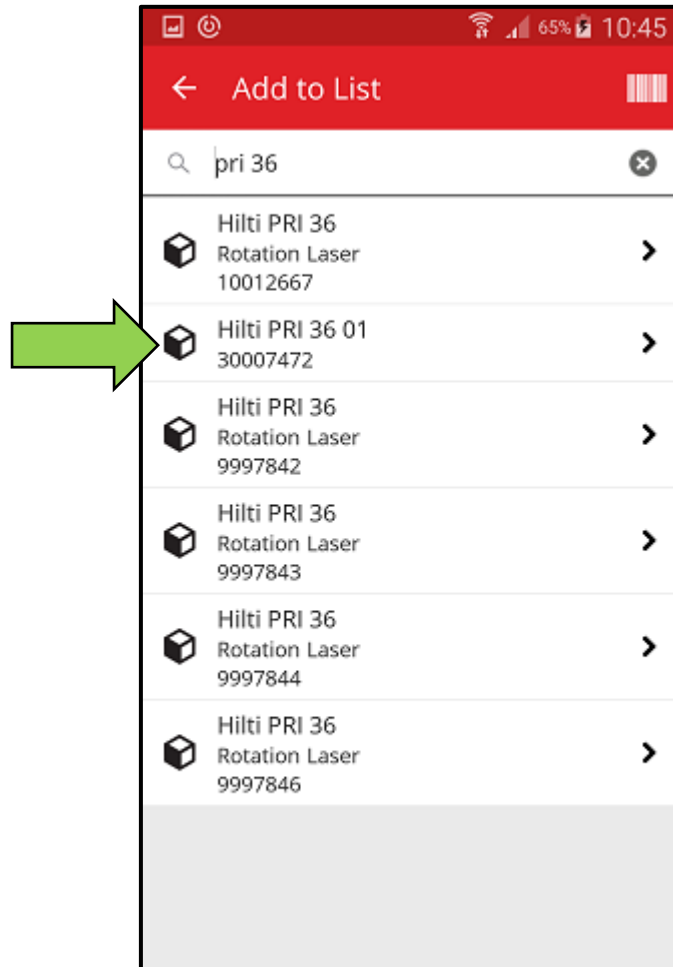 65% 10:45
Add to List
pri 36
Hilti PRI 36
Rotation Laser
10012667
Hilti PRI 36 01
30007472
Hilti PRI 36
Rotation Laser
9997842
Hilti PRI 36
Rotation Laser
9997843
Hilti PRI 36
Rotation Laser
9997844
Hilti PRI 36
Rotation Laser
9997846